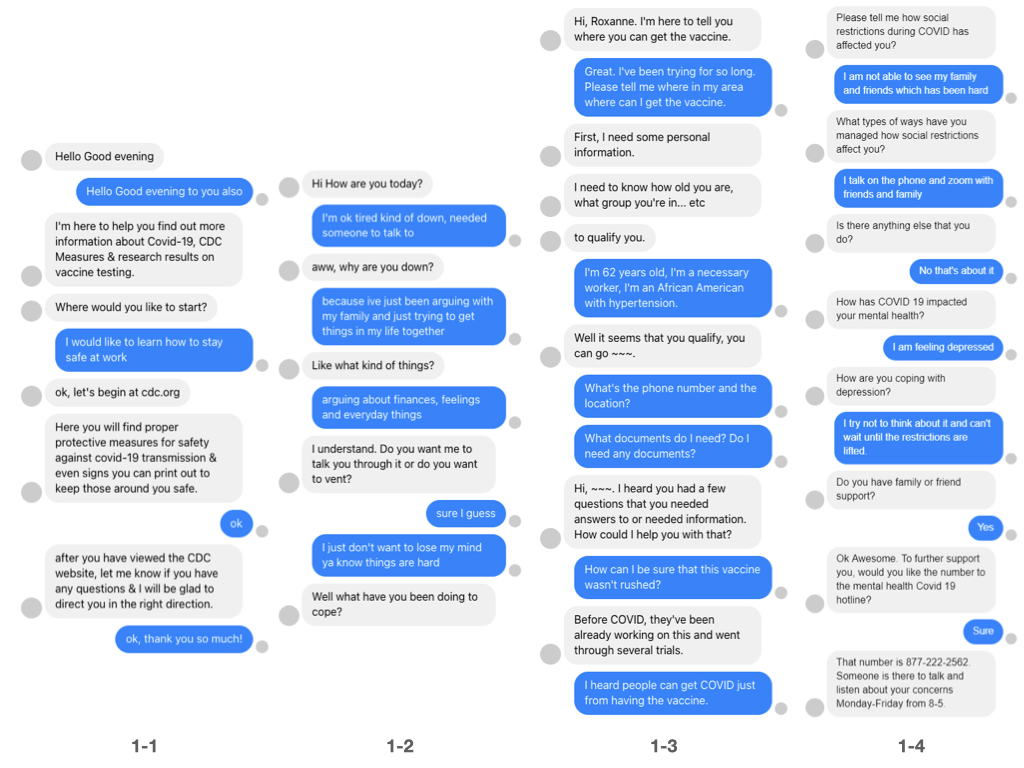 Hello Good evening
Hello Good evening to you also
I'm here to help you find out more
information about Covid-19, CDC
Measures & research results on
vaccine testing.
Where would you like to start?
I would like to learn how to stay
safe at work
ok, let's begin at cdc.org
Here you will find proper
protective measures for safety
against covid-19 transmission &
even signs you can print out to
keep those around you safe.
ok
after you have viewed the CDC
website, let me know if you have
any questions & I will be glad to
direct you in the right direction.
ok, thank you so much!
1-1
Hi How are you today?
I'm ok tired kind of down, needed
someone to talk to
aww, why are you down?
because ive just been arguing with
my family and just trying to get
things in my life together
Like what kind of things?
arguing about finances, feelings
and everyday things
I understand. Do you want me to
talk you through it or do you want
to vent?
sure I guess
I just don't want to lose my mind
ya know things are hard
Well what have you been doing to
cope?
1-2
Hi, Roxanne. I'm here to tell you
where you can get the vaccine.
Great. I've been trying for so long.
Please tell me where in my area
where can I get the vaccine.
First, I need some personal
information.
I need to know how old you are,
what group you're in... etc
to qualify you.
I'm 62 years old, I'm a necessary
worker, I'm an African American
with hypertension.
Well it seems that you qualify, you
can go ~~~.
What's the phone number and the
location?
What documents do I need? Do I
need any documents?
Hi, ~~~. I heard you had a few
questions that you needed
answers to or needed information.
How could I help you with that?
How can I be sure that this vaccine
wasn't rushed?
Before COVID, they've been
already working on this and went
through several trials.
I heard people can get COVID just
from having the vaccine.
1-3
Please tell me how social
restrictions during COVID has
affected you?
I am not able to see my family
and friends which has been hard
What types of ways have you
managed how social restrictions
affect you?
I talk on the phone and zoom with
friends and family
Is there anything else that you
do?
No that's about it
How has COVID 19 impacted
your mental health?
I am feeling depressed
How are you coping with
depression?
I try not to think about it and can't
wait until the restrictions are
lifted.
Do you have family or friend
support?
Yes
Ok Awesome. To further support
you, would you like the number to
the mental health Covid 19
hotline?
Sure
That number is 877-222-2562.
Someone is there to talk and
listen about your concerns
Monday-Friday from 8-5.
1-4